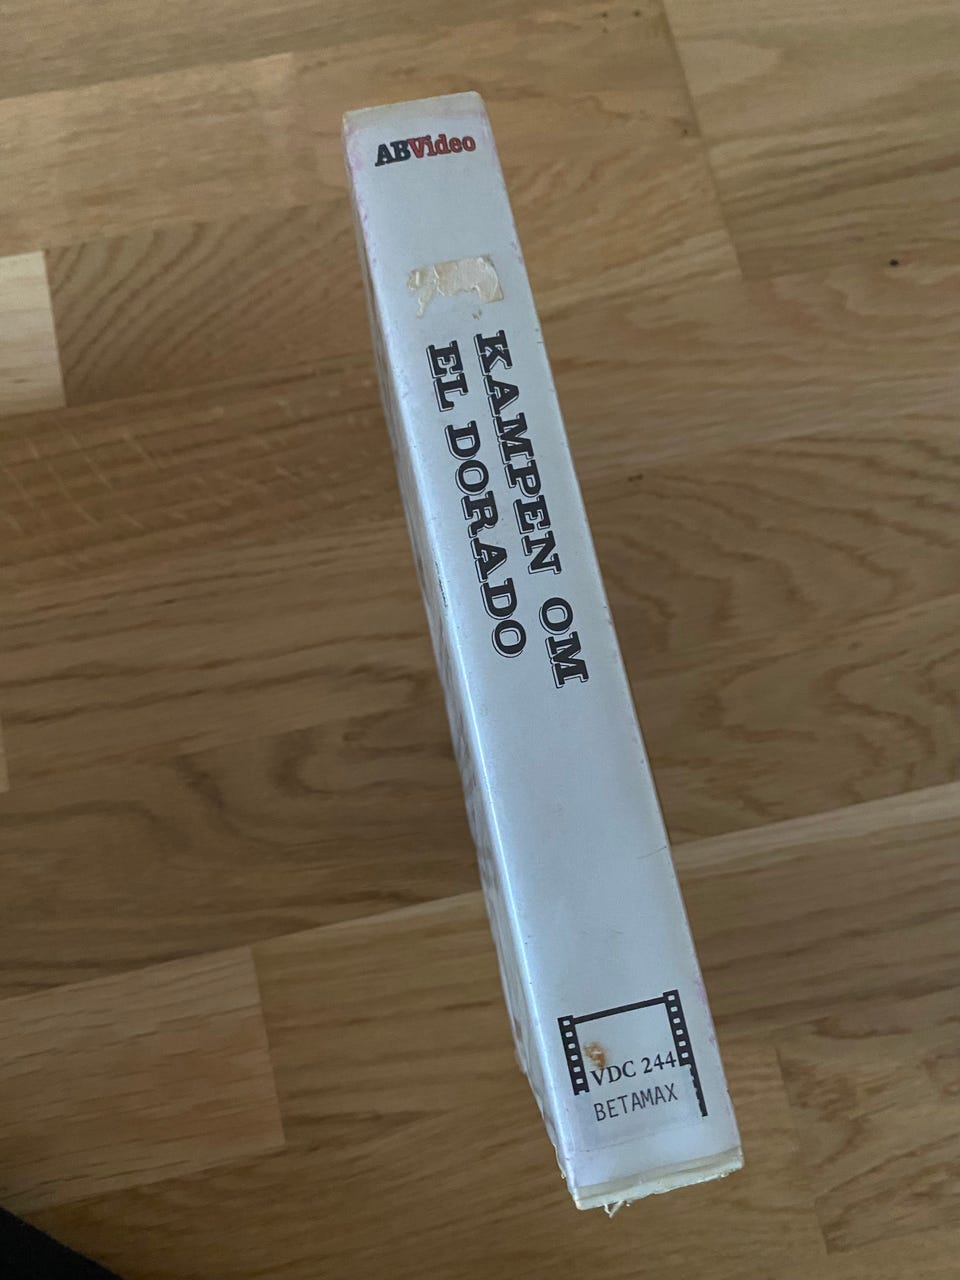 ABVideo
KAMPEN OM
EL DORADO
VDC 244
BETAMAX